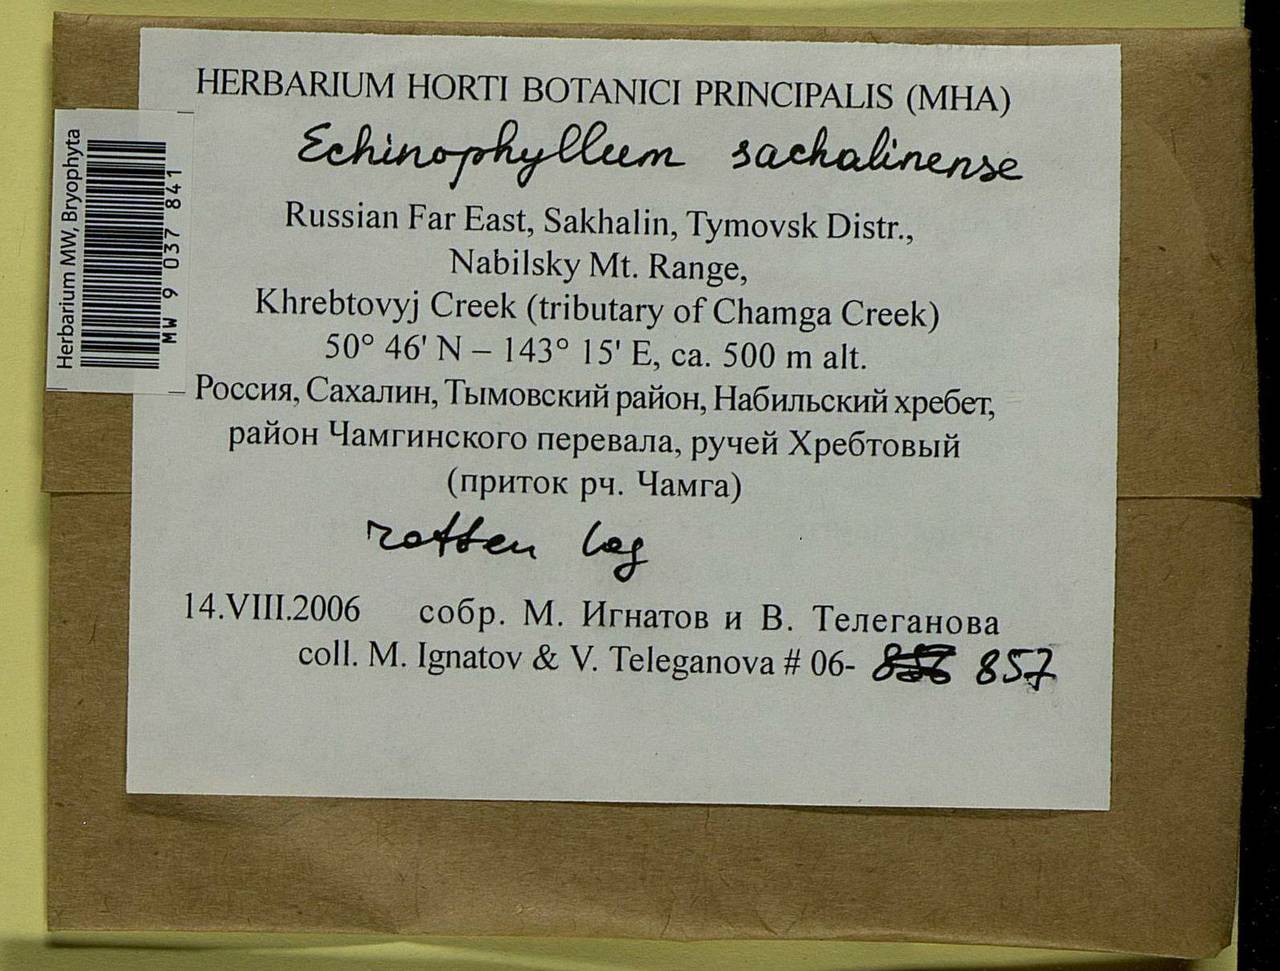 HERBARIUM HORTI BOTANICI PRINCIPALIS (MHA)
Echinophyllum sachalinense
Russian Far East, Sakhalin, Tymovsk Distr.,
Nabilsky Mt. Range,
Khrebtovyj Creek (tributary of Chamga Creek)
50° 46' N – 143° 15' E, ca. 500 m alt.
Россия, Сахалин, Тымовский район, Набильский хребет,
район Чамгинского перевала, ручей Хребтовый
(приток рч. Чамга)
rotten log
14.VIII.2006 собр. М. Игнатов и В. Телеганова
coll. M. Ignatov & V. Teleganova # 06- 857
Herbarium MW, Bryophyta
MW 9 037 841